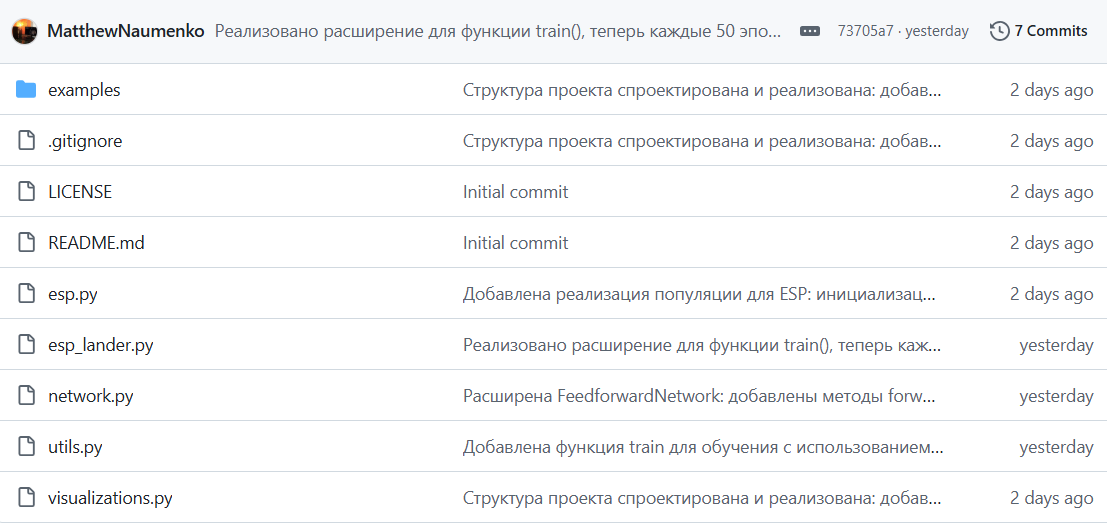 MatthewNaumenko Реализовано расширение для функции train(), теперь каждые 50 эпо... 73705a7 · yesterday 7 Commits
examples Структура проекта спроектирована и реализована: добав... 2 days ago
.gitignore Структура проекта спроектирована и реализована: добав... 2 days ago
LICENSE Initial commit 2 days ago
README.md Initial commit 2 days ago
esp.py Добавлена реализация популяции для ESP: инициализац... 2 days ago
esp_lander.py Реализовано расширение для функции train(), теперь каж... yesterday
network.py Расширена FeedforwardNetwork: добавлены методы forw... yesterday
utils.py Добавлена функция train для обучения с использованием... yesterday
visualizations.py Структура проекта спроектирована и реализована: добав... 2 days ago